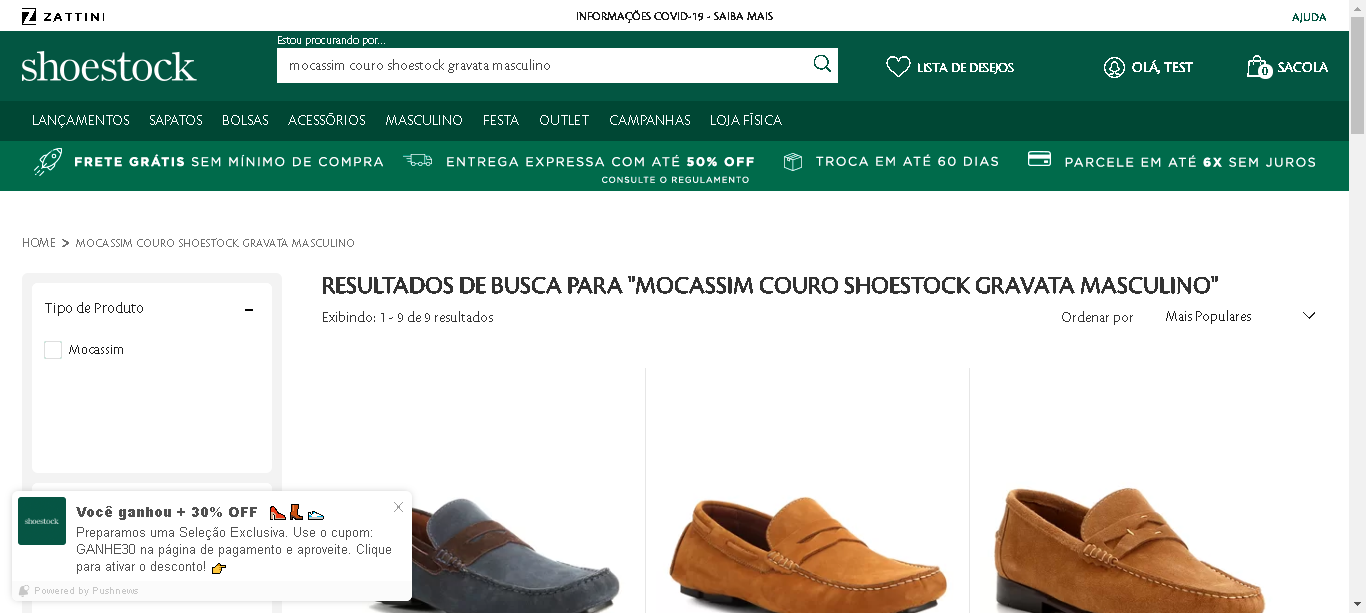 ZATTINI
INFORMAÇÕES COVID-19 - SAIBA MAIS
AJUDA
shoestock
Estou procurando por...
mocassim couro shoestock gravata masculino
LISTA DE DESEJOS
OLÁ, TEST
0
SACOLA
LANÇAMENTOS SAPATOS BOLSAS ACESSÓRIOS MASCULINO FESTA OUTLET CAMPANHAS LOJA FÍSICA
FRETE GRÁTIS SEM MÍNIMO DE COMPRA
ENTREGA EXPRESSA COM ATÉ 50% OFF
CONSULTE O REGULAMENTO
TROCA EM ATÉ 60 DIAS
PARCELE EM ATÉ 6X SEM JUROS
HOME > MOCASSIM COURO SHOESTOCK GRAVATA MASCULINO
Tipo de Produto
Mocassim
RESULTADOS DE BUSCA PARA "MOCASSIM COURO SHOESTOCK GRAVATA MASCULINO"
Exibindo: 1 - 9 de 9 resultados
Ordenar por Mais Populares
shoestock
Você ganhou + 30% OFF 👠👢👟
Preparamos uma Seleção Exclusiva. Use o cupom:
GANHE30 na página de pagamento e aproveite. Clique
para ativar o desconto! 👉
Powered by Pushnews